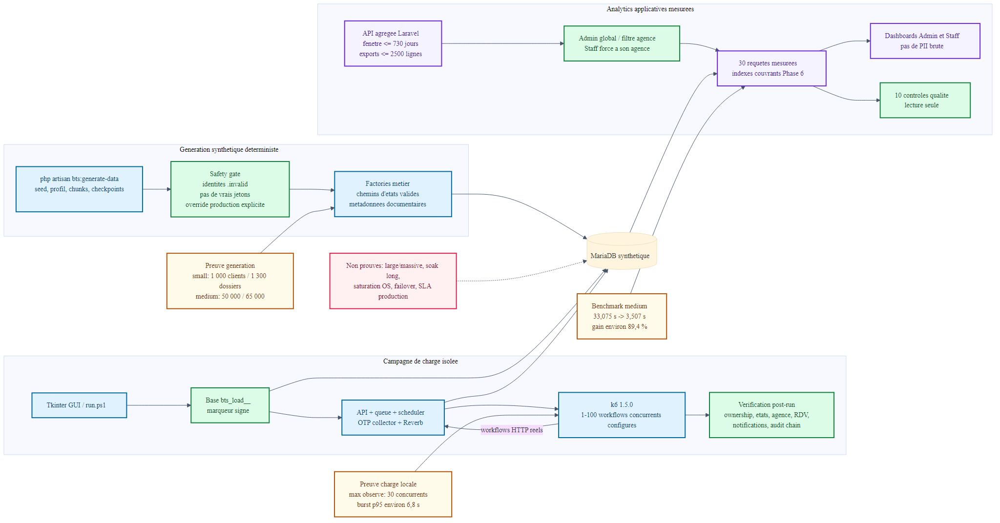 Analytics applicatives mesurees
API agregee Laravel
fenetre <= 730 jours
exports <= 2500 lignes
Admin global / filtre agence
Staff force a son agence
30 requetes mesurees
indexes couvrants Phase 6
Dashboards Admin et Staff
pas de PII brute
10 controles qualite
lecture seule
Generation synthetique deterministe
php artisan bts:generate-data
seed, profil, chunks, checkpoints
Safety gate
identites .invalid
pas de vrais jetons
override production explicite
Factories metier
chemins d'etats valides
metadonnees documentaires
MariaDB synthetique
Preuve generation
small: 1 000 clients / 1 300
dossiers
medium: 50 000 / 65 000
Non prouves: large/massive, soak
long,
saturation OS, failover, SLA
production
Benchmark medium
33,075 s -> 3,507 s
gain environ 89,4 %
Campagne de charge isolee
Tkinter GUI / run.ps1
Base bts_load__
marqueur signe
API + queue + scheduler
OTP collector + Reverb
workflows HTTP reels
k6 1.5.0
1-100 workflows concurrents
configures
Verification post-run
ownership, etats, agence, RDV,
notifications, audit chain
Preuve charge locale
max observe: 30 concurrents
burst p95 environ 6,8 s